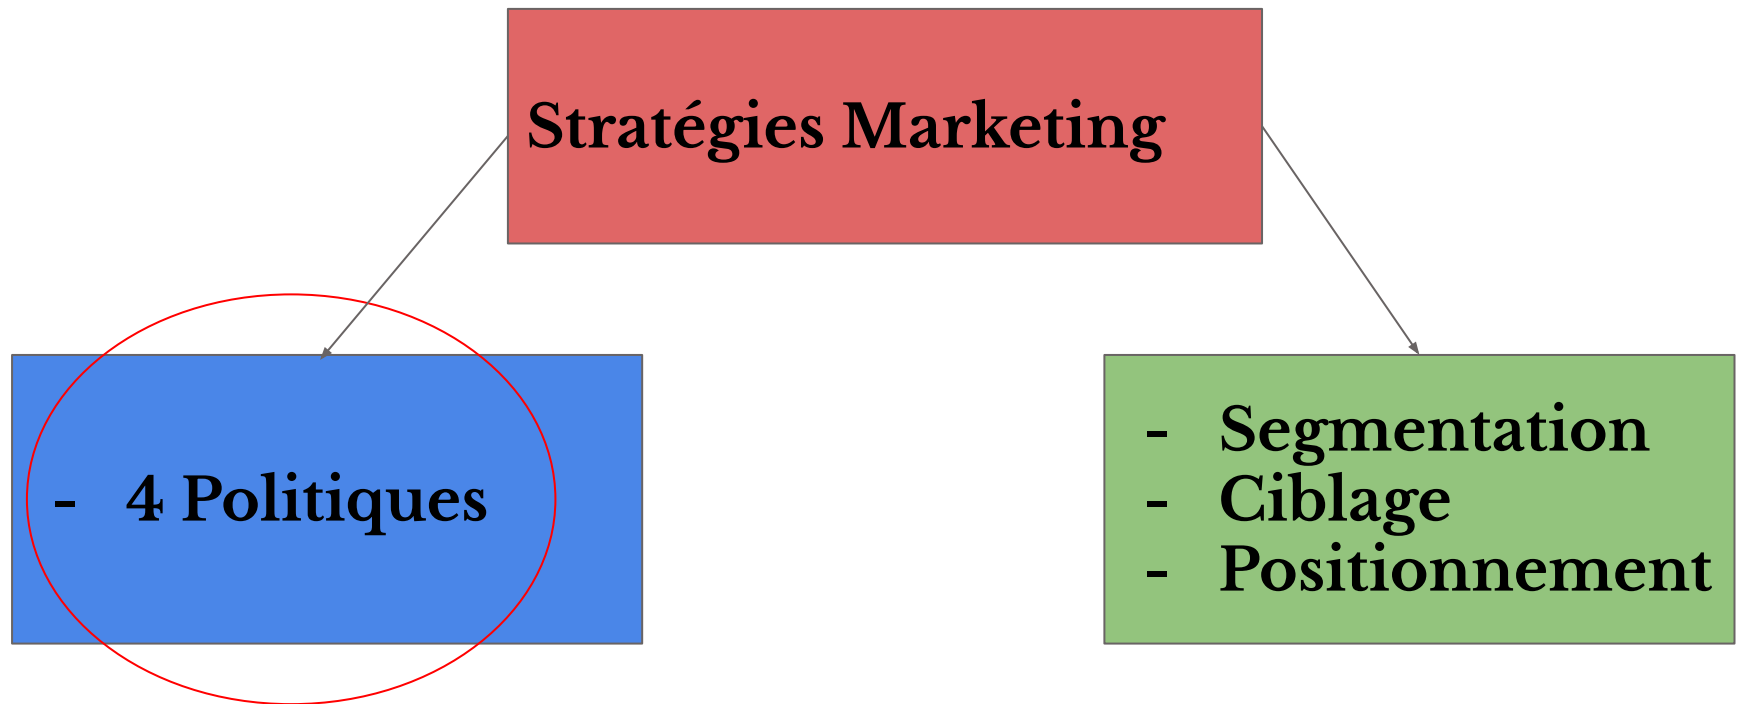 Stratégies Marketing
- 4 Politiques
- Segmentation
- Ciblage
- Positionnement